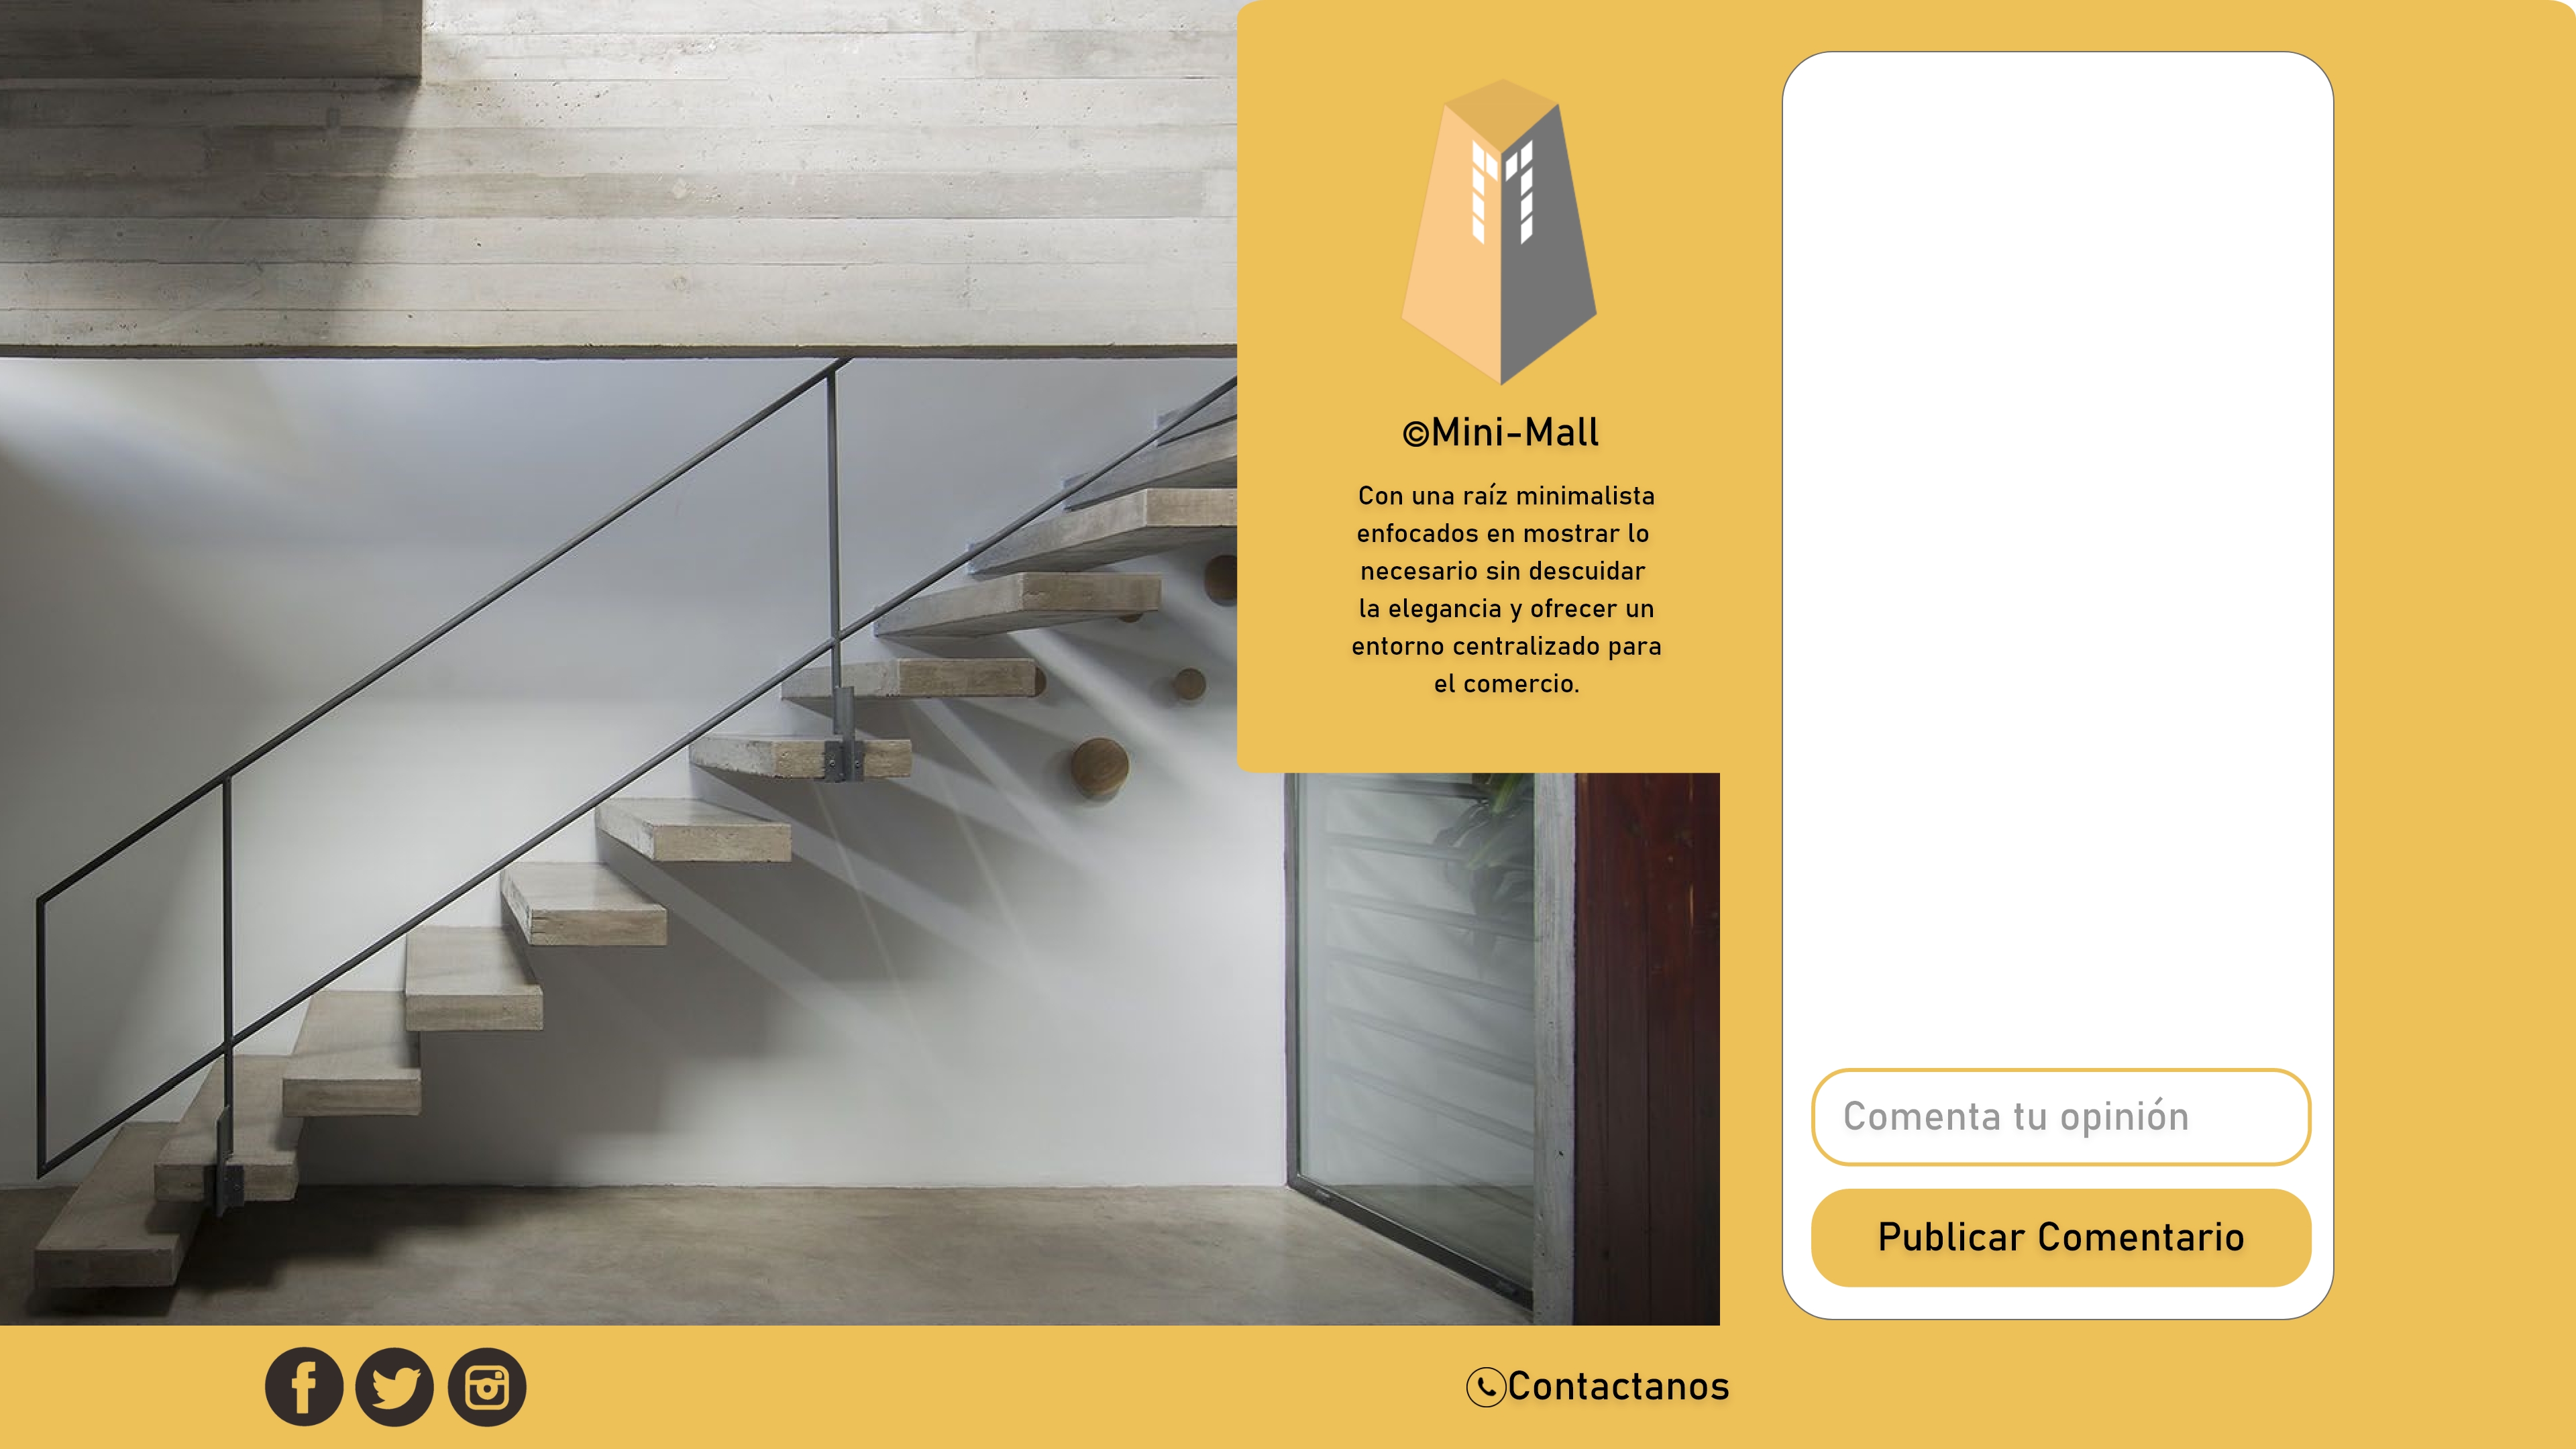 ©Mini-Mall
Con una raíz minimalista
enfocados en mostrar lo
necesario sin descuidar
la elegancia y ofrecer un
entorno centralizado para
el comercio.
Comenta tu opinión
Publicar Comentario
Contactanos